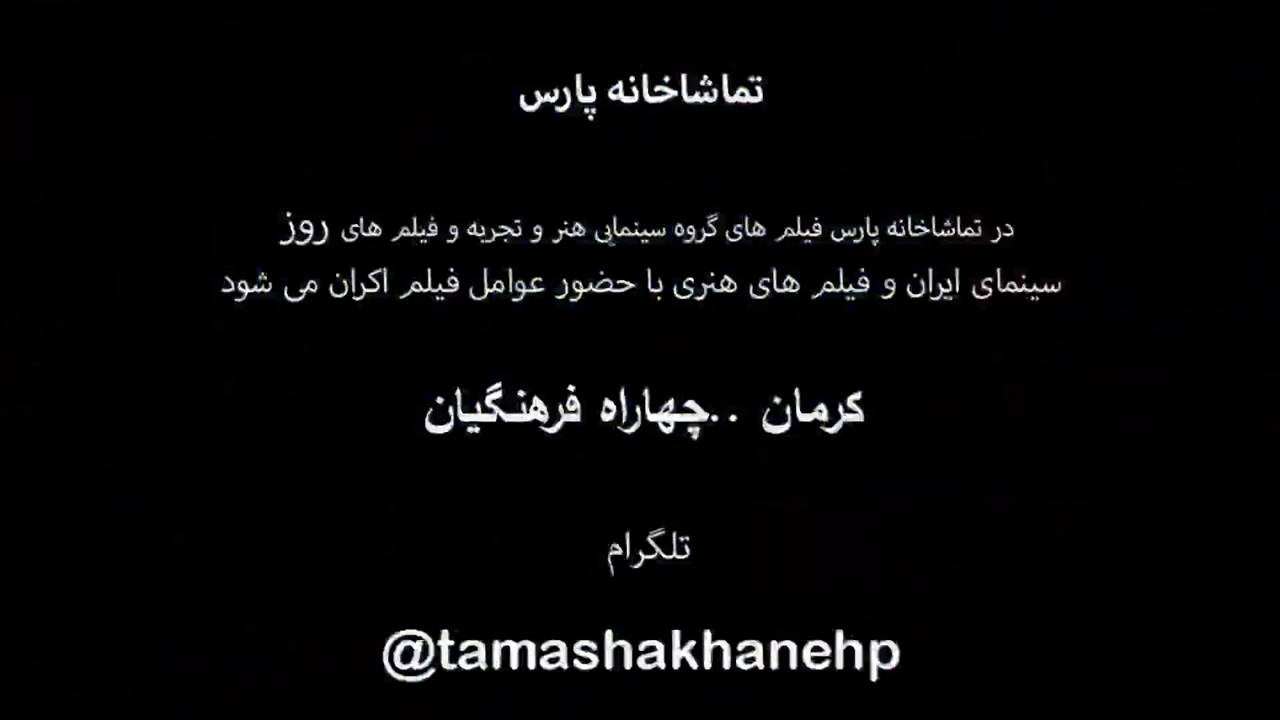 تماشاخانه پارس
در تماشاخانه پارس فیلم های گروه سینمایی هنر و تجربه و فیلم های روز
سینمای ایران و فیلم های هنری با حضور عوامل فیلم اکران می شود
کرمان ..چهاراه فرهنگیان
تلگرام
@tamashakhanehp